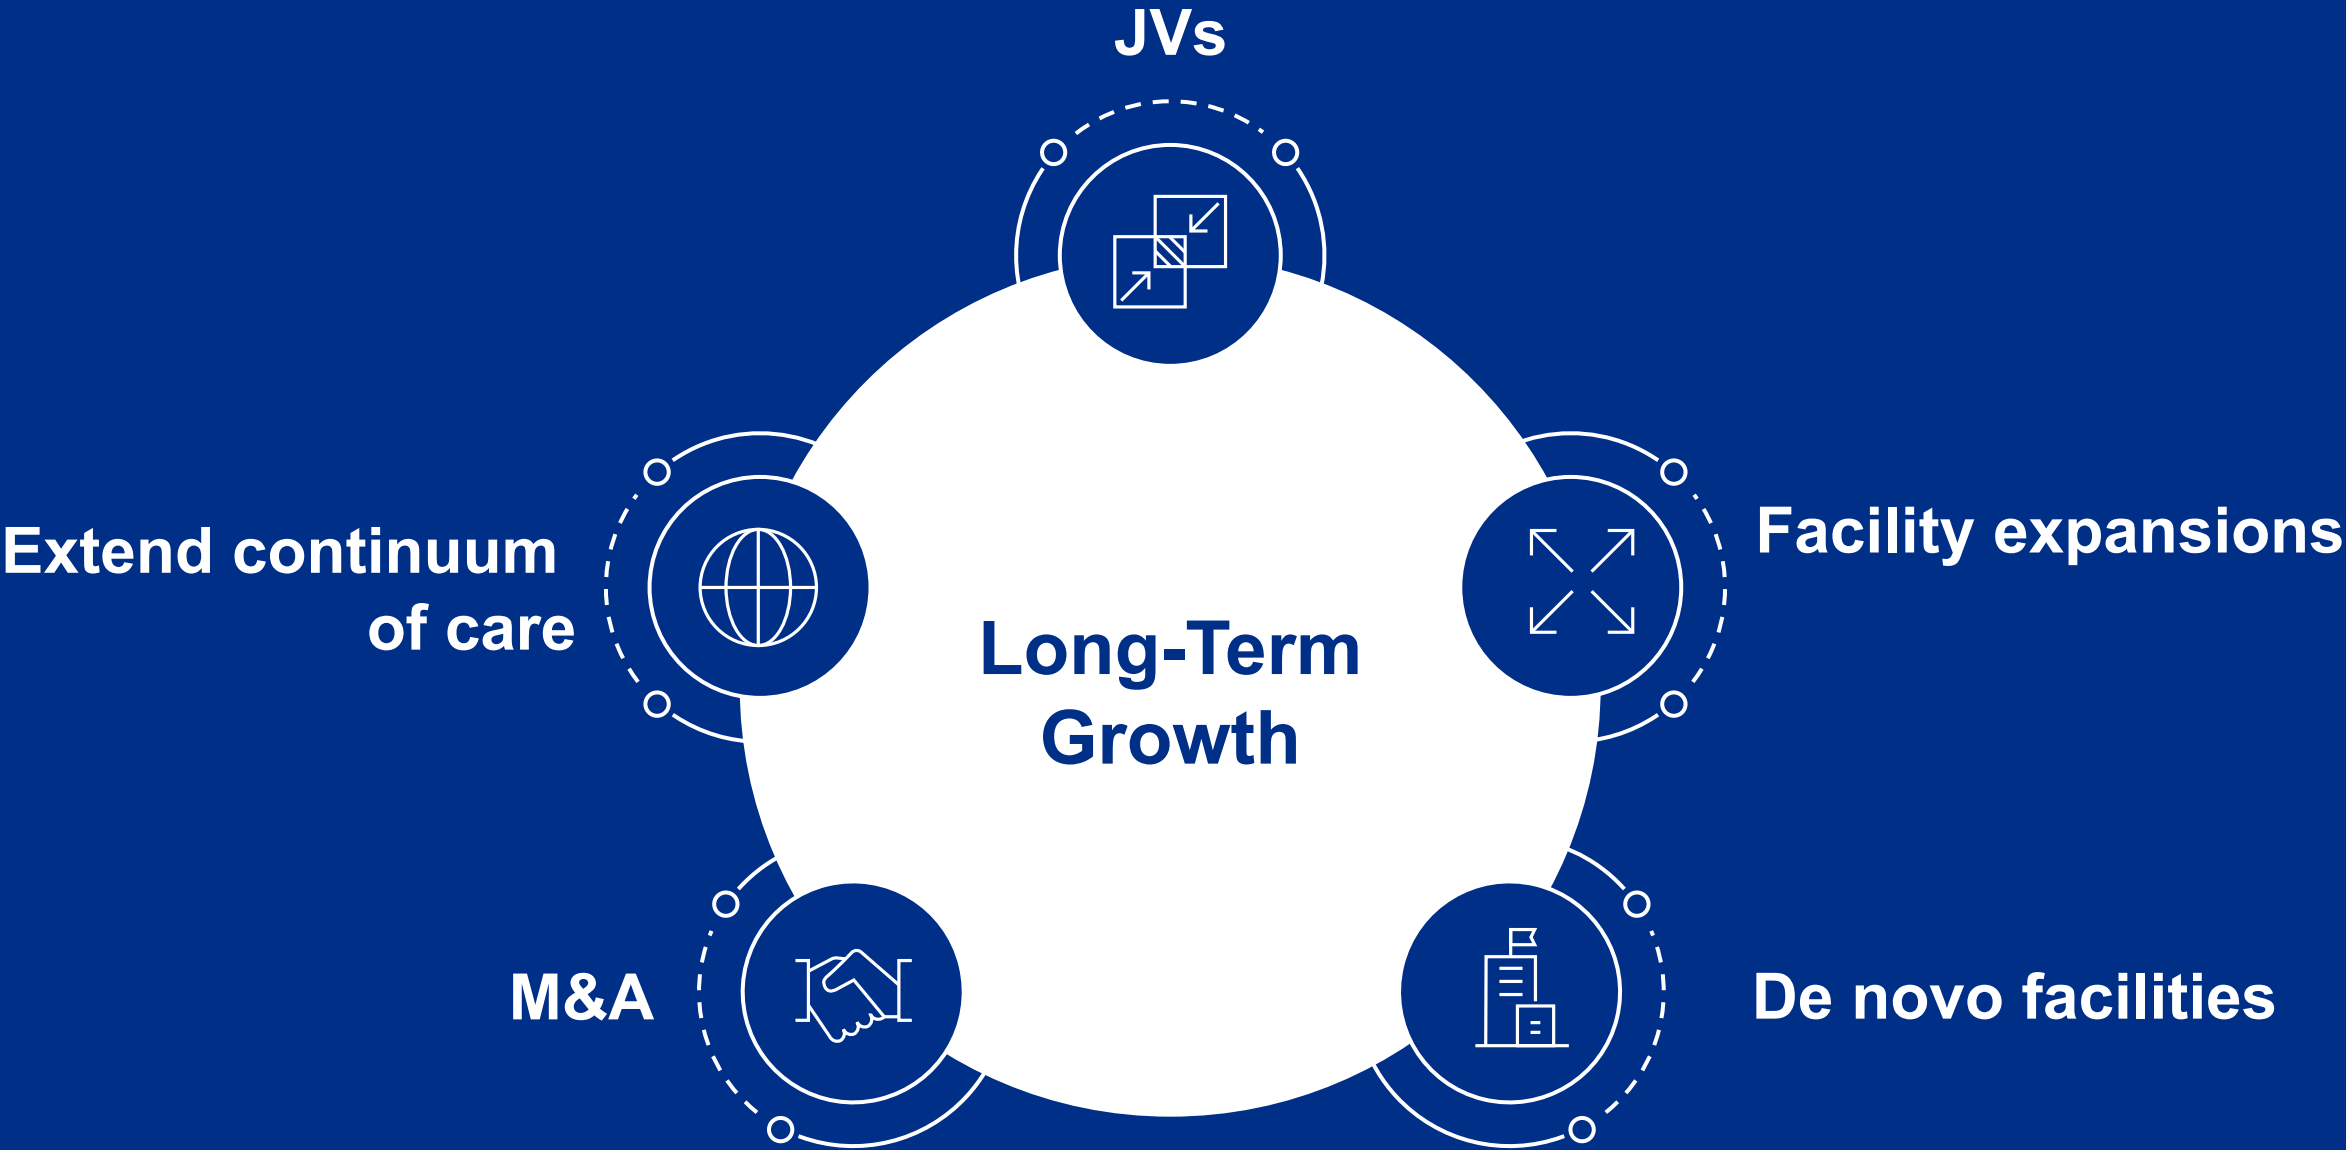 JVs
Extend continuum
of care
Facility expansions
Long-Term
Growth
M&A
De novo facilities